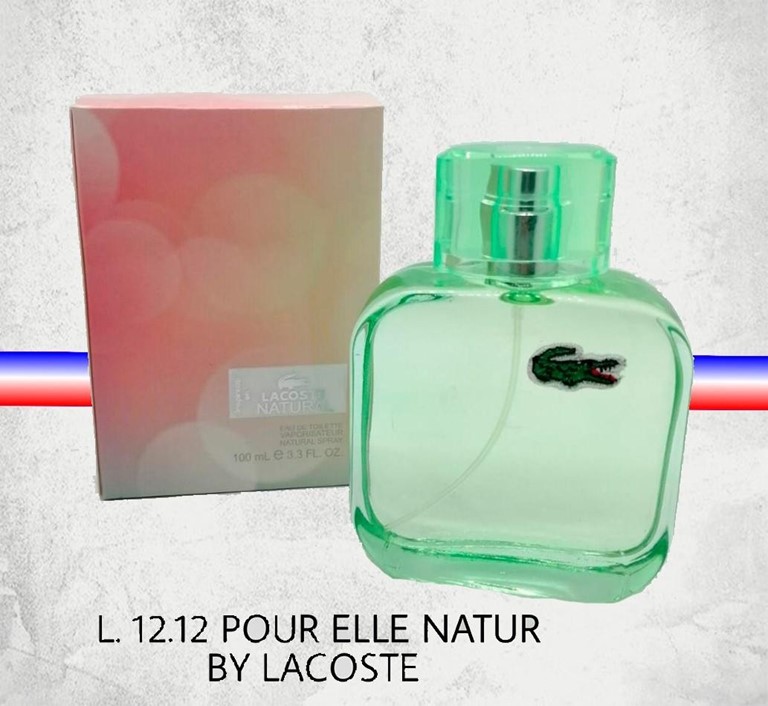 LACOSTE
NATUR
EAU DE TOILETTE
VAPORISATEUR
NATURAL SPRAY
100 mL e 3.3 FL. OZ.
L. 12.12 POUR ELLE NATUR
BY LACOSTE